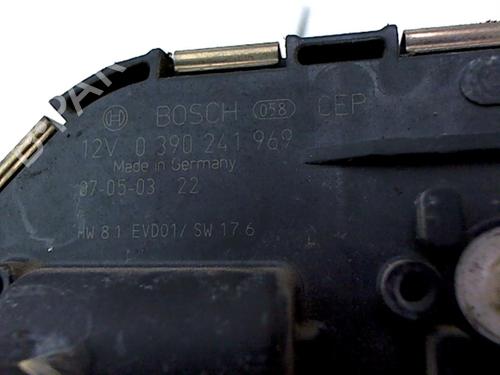 BOSCH 058 CEP
12V 0 390 241 969
Made in Germany
07-05-03 22
HW 8.1 EVD01/ SW 17.6